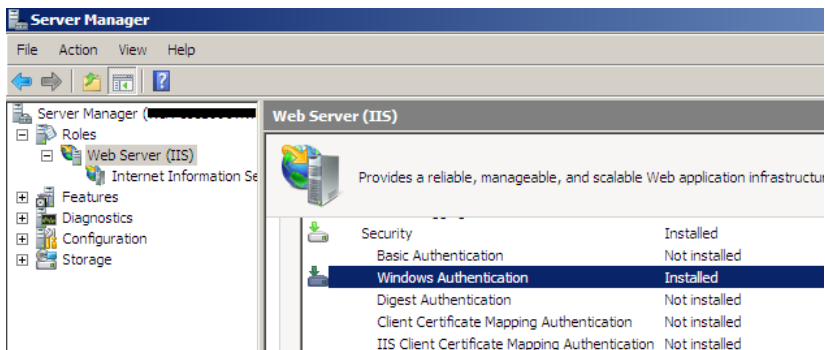 Server Manager
File Action View Help
Server Manager (
Roles
Web Server (IIS)
Internet Information Se
Features
Diagnostics
Configuration
Storage
Web Server (IIS)
Provides a reliable, manageable, and scalable Web application infrastructur
Security Installed
Basic Authentication Not installed
Windows Authentication Installed
Digest Authentication Not installed
Client Certificate Mapping Authentication Not installed
IIS Client Certificate Mapping Authentication Not installed